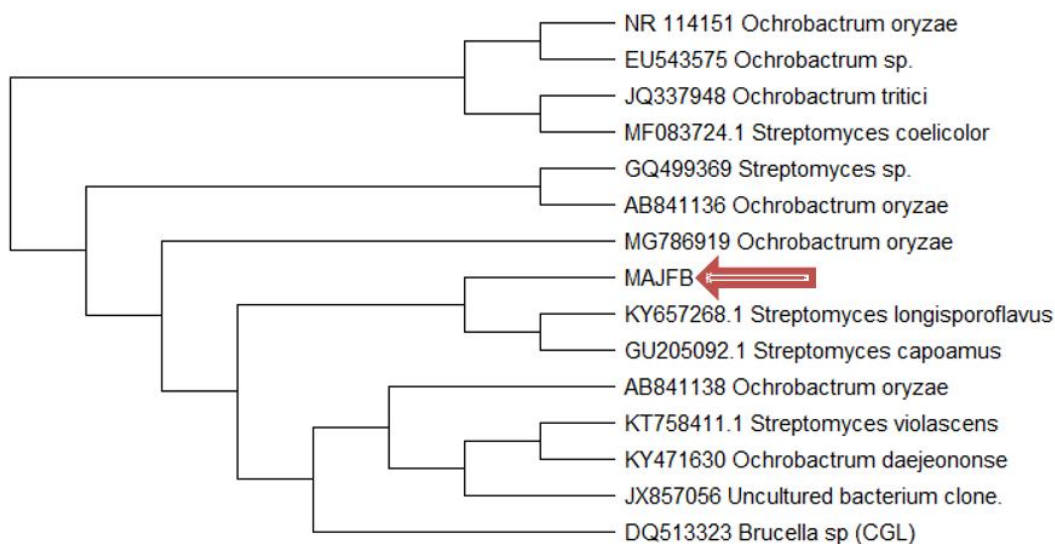 NR 114151 Ochrobactrum oryzae
EU543575 Ochrobactrum sp.
JQ337948 Ochrobactrum tritici
MF083724.1 Streptomyces coelicolor
GQ499369 Streptomyces sp.
AB841136 Ochrobactrum oryzae
MG786919 Ochrobactrum oryzae
MAJFB
KY657268.1 Streptomyces longisporoflavus
GU205092.1 Streptomyces capoamus
AB841138 Ochrobactrum oryzae
KT758411.1 Streptomyces violascens
KY471630 Ochrobactrum daejeononse
JX857056 Uncultured bacterium clone.
DQ513323 Brucella sp (CGL)